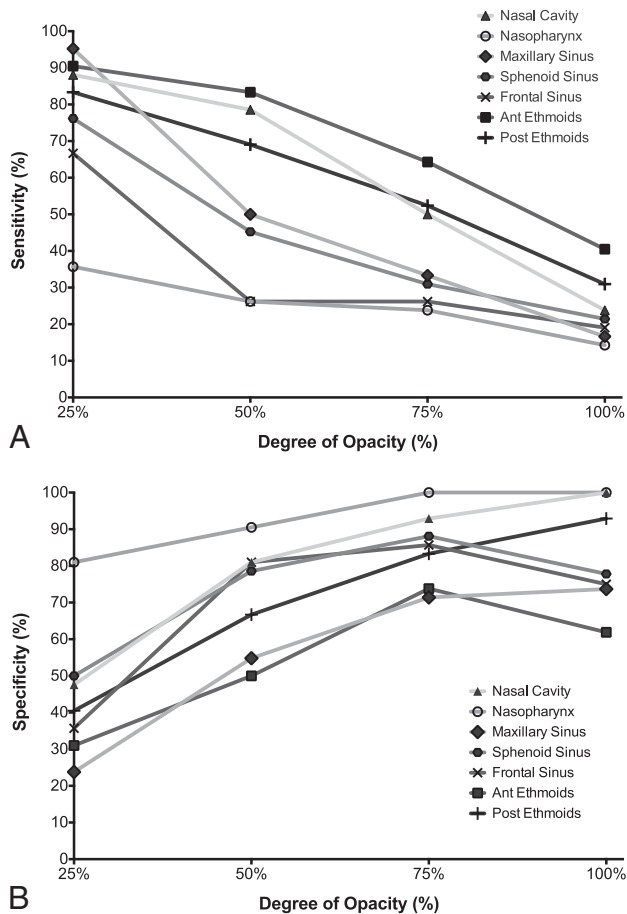 Nasal Cavity
Nasopharynx
Maxillary Sinus
Sphenoid Sinus
Frontal Sinus
Ant Ethmoids
Post Ethmoids
100
90
80
70
60
50
40
30
20
10
0
Sensitivity (%)
25%
50%
75%
100%
A
Degree of Opacity (%)
100
90
80
70
60
50
40
30
20
10
0
Specificity (%)
Nasal Cavity
Nasopharynx
Maxillary Sinus
Sphenoid Sinus
Frontal Sinus
Ant Ethmoids
Post Ethmoids
25%
50%
75%
100%
B
Degree of Opacity (%)